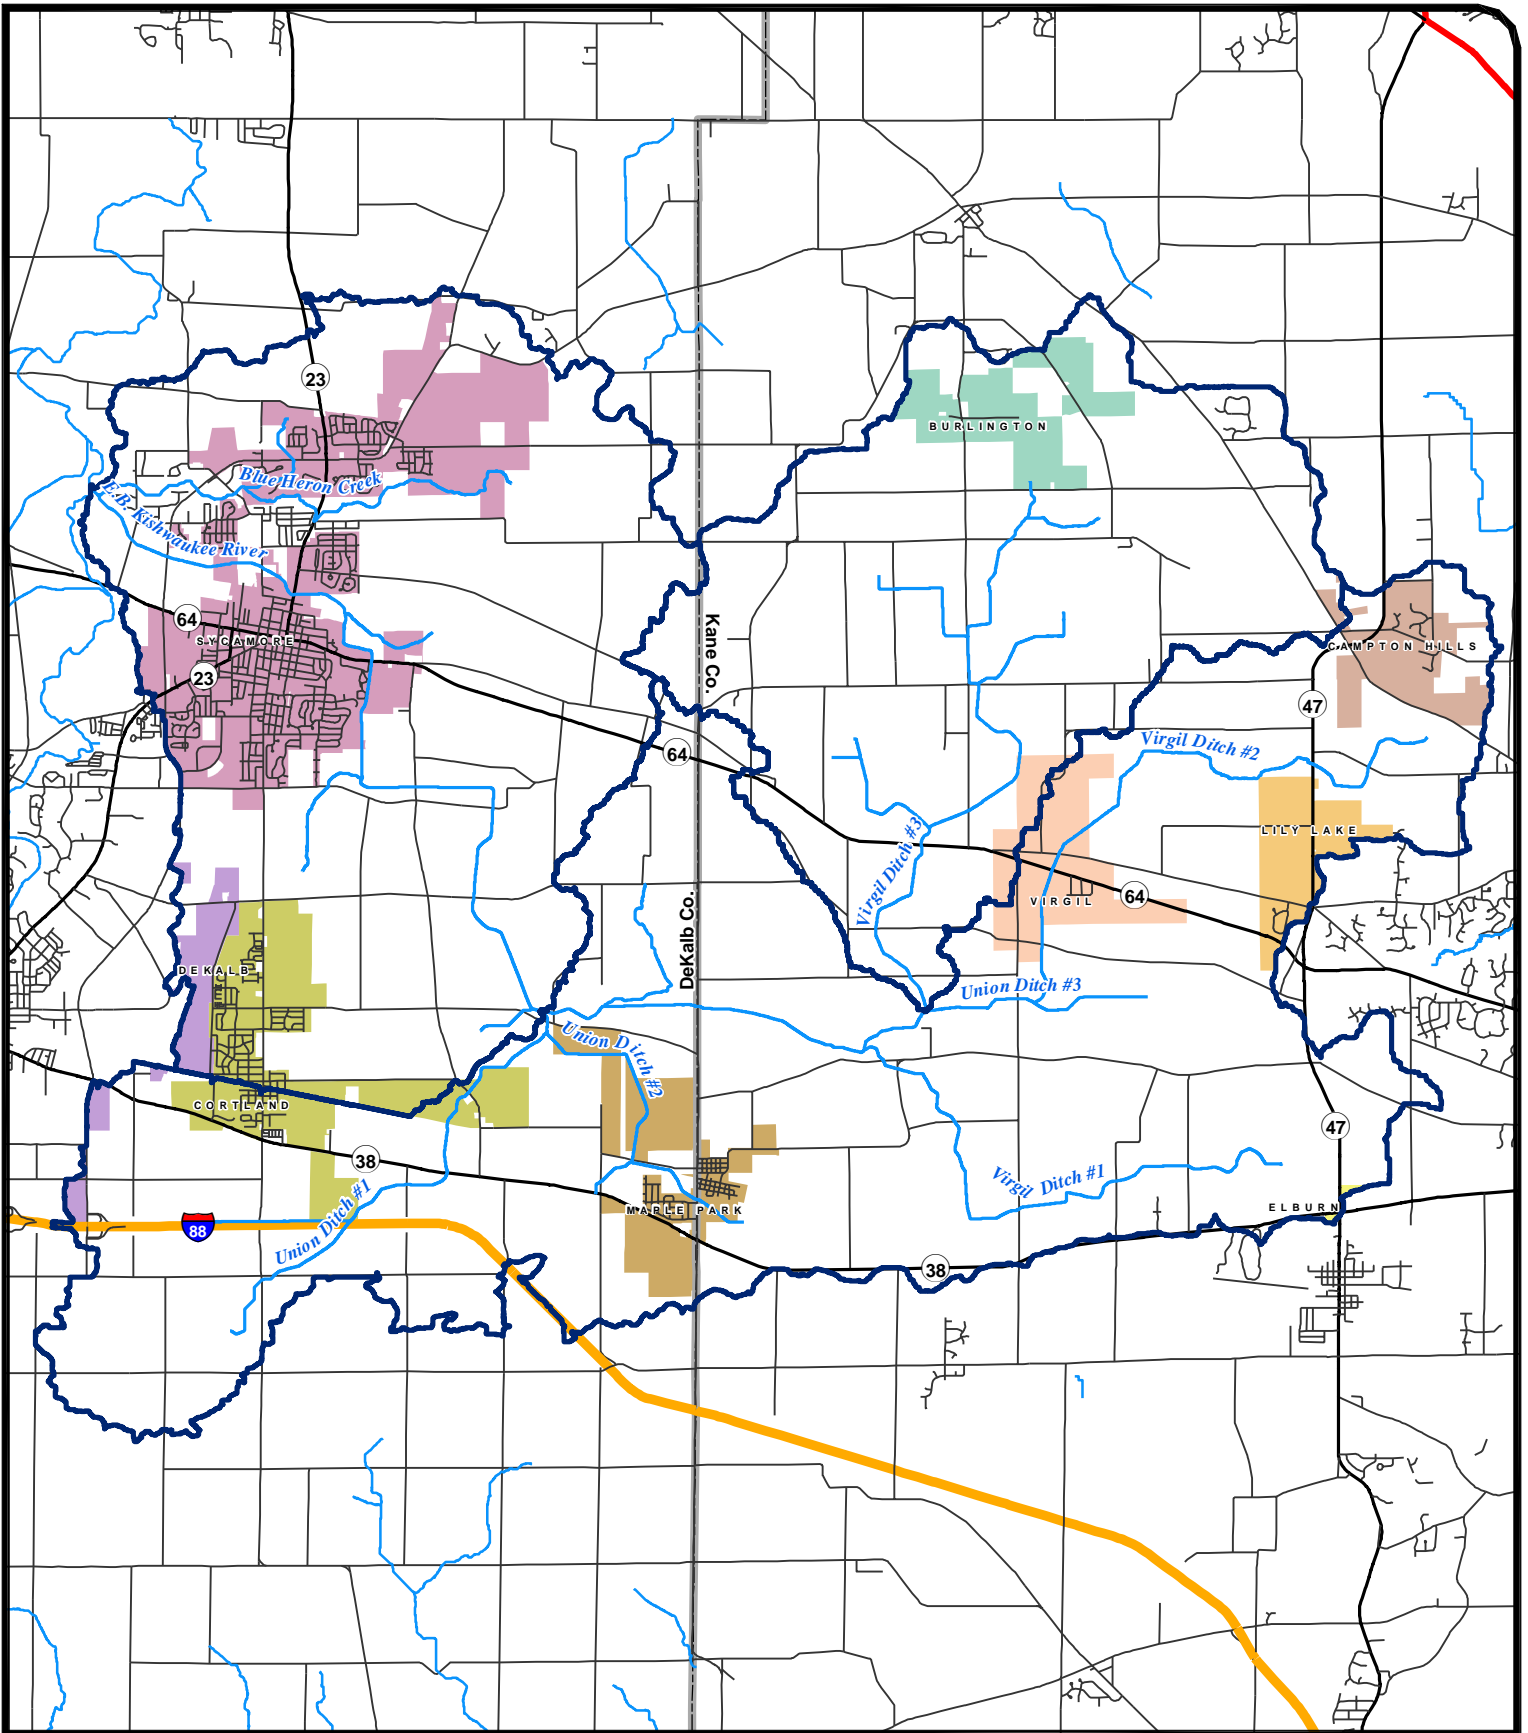 23
BURLINGTON
Blue Heron Creek
E.B. Kishwaukee River
64
SYCAMORE
23
Kane Co.
CAMPTON HILLS
47
Virgil Ditch #2
64
LILY LAKE
Virgil Ditch #3
VIRGIL
64
DeKalb Co.
DEKALB
Union Ditch #3
Union Ditch #2
CORTLAND
47
38
Virgil Ditch #1
Union Ditch #1
MAPLE PARK
ELBURN
88
38